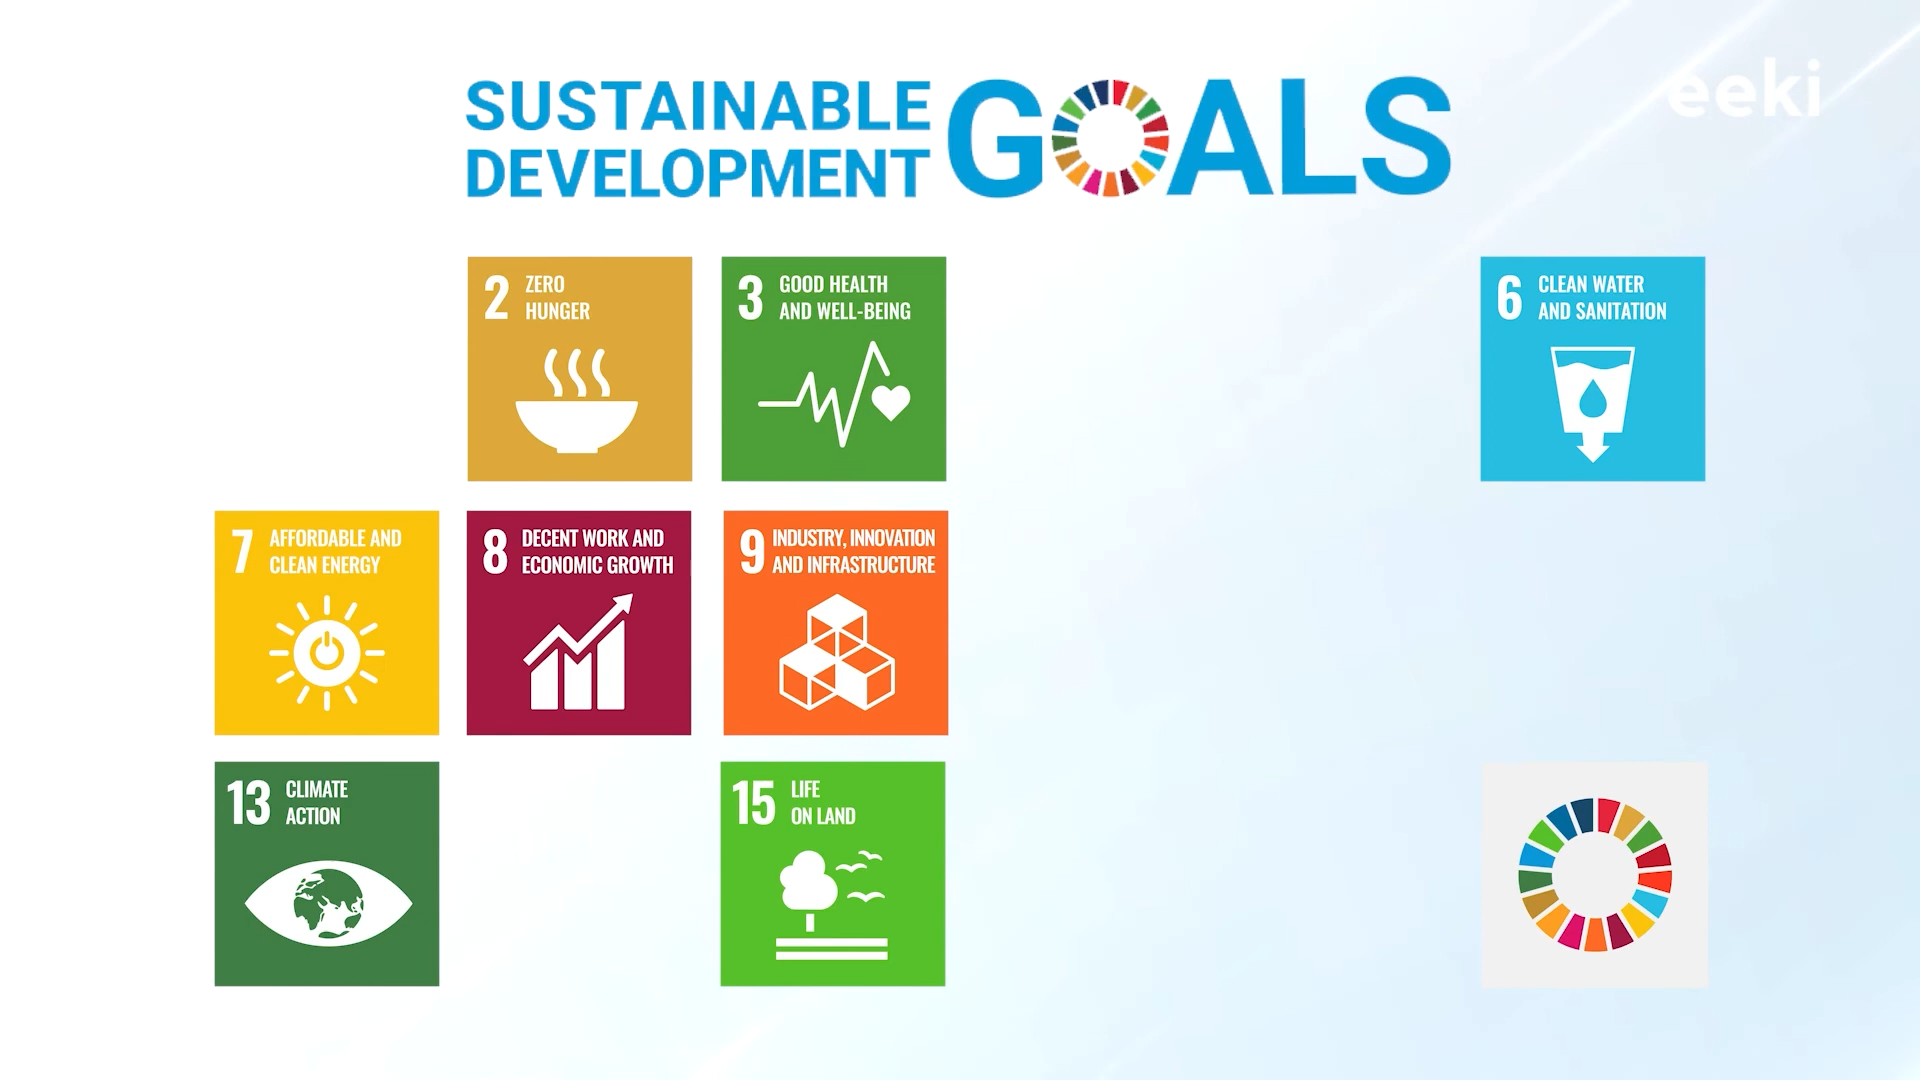 SUSTAINABLE
DEVELOPMENT
GOALS
eeki
2 ZERO
HUNGER
3 GOOD HEALTH
AND WELL-BEING
6 CLEAN WATER
AND SANITATION
7 AFFORDABLE AND
CLEAN ENERGY
8 DECENT WORK AND
ECONOMIC GROWTH
9 INDUSTRY, INNOVATION
AND INFRASTRUCTURE
13 CLIMATE
ACTION
15 LIFE
ON LAND